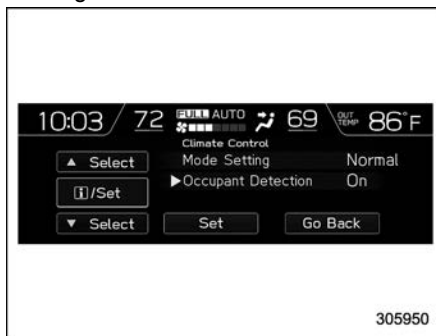 10:03 72 FULL AUTO 69 OUT TEMP 86°F
Climate Control
▲ Select Mode Setting Normal
i/Set ▶Occupant Detection On
▼ Select Set Go Back
305950